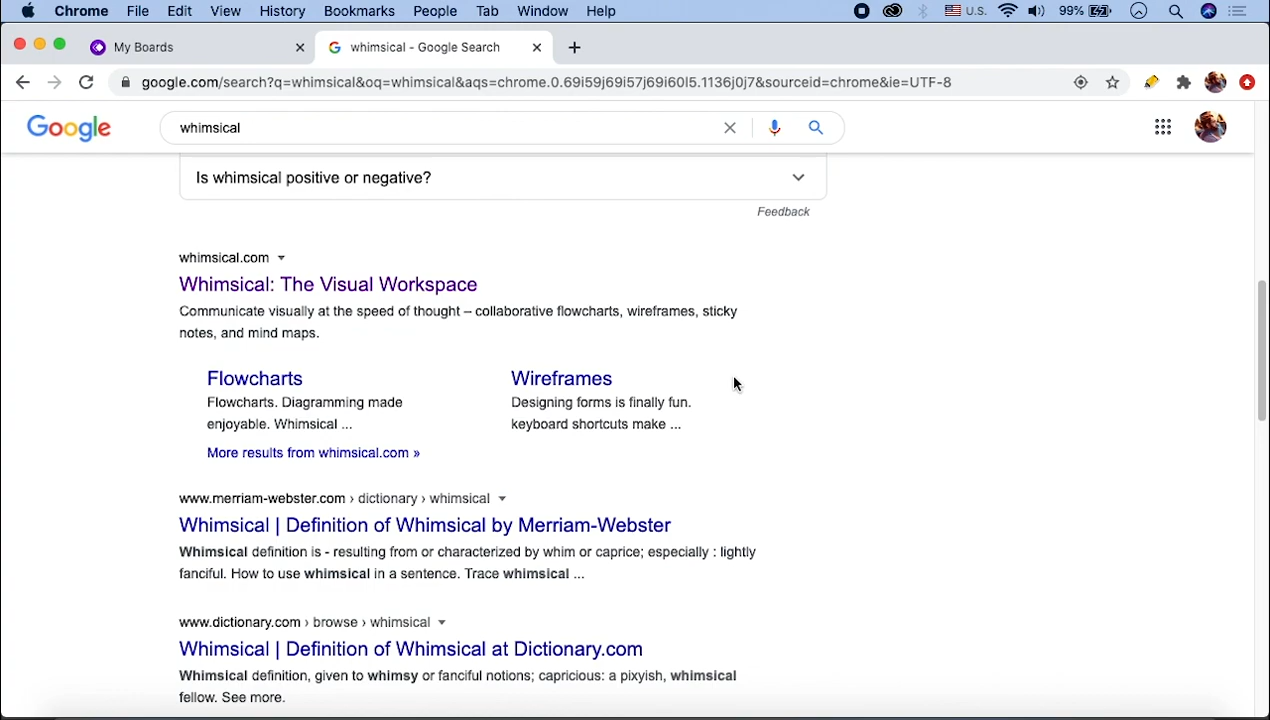 Chrome File Edit View History Bookmarks People Tab Window Help U.S. 99%
My Boards whimsical - Google Search
google.com/search?q=whimsical&oq=whimsical&aqs=chrome.0.69i59j69i57j69i60l5.1136j0j7&sourceid=chrome&ie=UTF-8
Google whimsical
Is whimsical positive or negative?
Feedback
whimsical.com
Whimsical: The Visual Workspace
Communicate visually at the speed of thought – collaborative flowcharts, wireframes, sticky
notes, and mind maps.
Flowcharts Wireframes
Flowcharts. Diagramming made Designing forms is finally fun.
enjoyable. Whimsical ... keyboard shortcuts make ...
More results from whimsical.com »
www.merriam-webster.com › dictionary › whimsical
Whimsical | Definition of Whimsical by Merriam-Webster
Whimsical definition is - resulting from or characterized by whim or caprice; especially : lightly
fanciful. How to use whimsical in a sentence. Trace whimsical ...
www.dictionary.com › browse › whimsical
Whimsical | Definition of Whimsical at Dictionary.com
Whimsical definition, given to whimsy or fanciful notions; capricious: a pixyish, whimsical
fellow. See more.